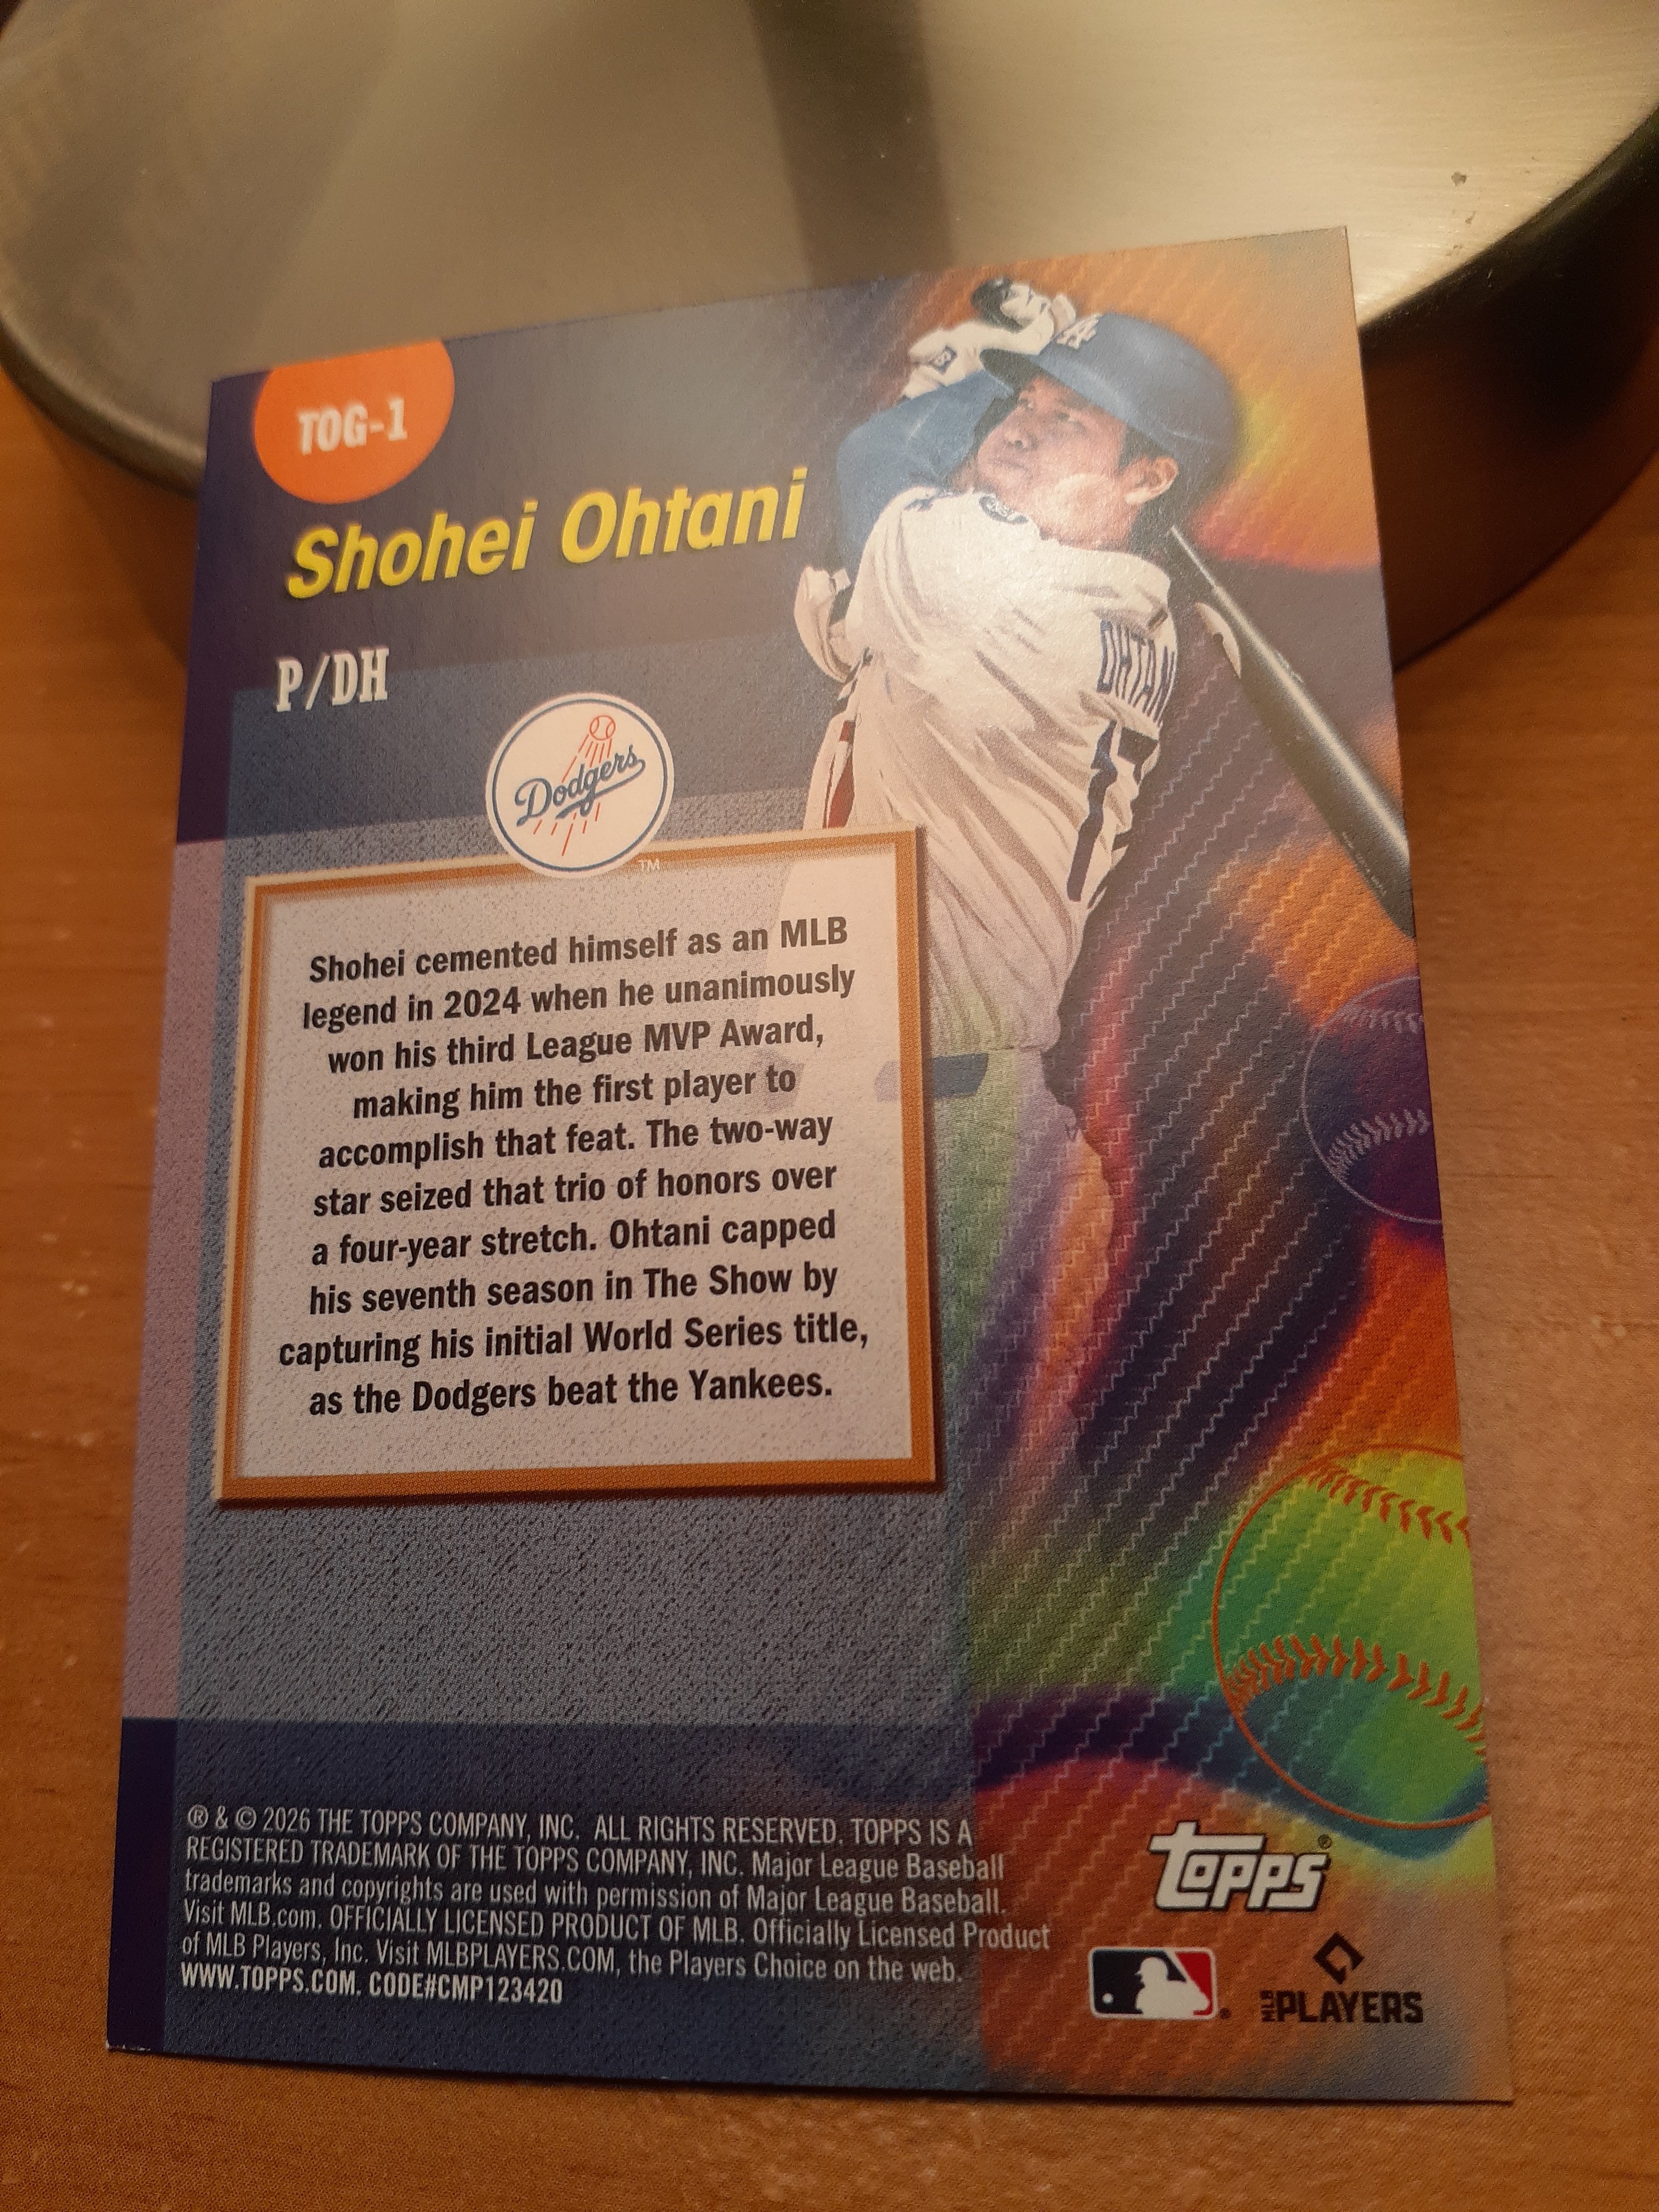 TOG-1
Shohei Ohtani
P/DH
LA
OHTANI
17
Dodgers
TM
Shohei cemented himself as an MLB
legend in 2024 when he unanimously
won his third League MVP Award,
making him the first player to
accomplish that feat. The two-way
star seized that trio of honors over
a four-year stretch. Ohtani capped
his seventh season in The Show by
capturing his initial World Series title,
as the Dodgers beat the Yankees.
® & © 2026 THE TOPPS COMPANY, INC. ALL RIGHTS RESERVED. TOPPS IS A
REGISTERED TRADEMARK OF THE TOPPS COMPANY, INC. Major League Baseball
trademarks and copyrights are used with permission of Major League Baseball.
Visit MLB.com. OFFICIALLY LICENSED PRODUCT OF MLB. Officially Licensed Product
of MLB Players, Inc. Visit MLBPLAYERS.COM, the Players Choice on the web.
WWW.TOPPS.COM. CODE#CMP123420
topps®
®
MLB PLAYERS